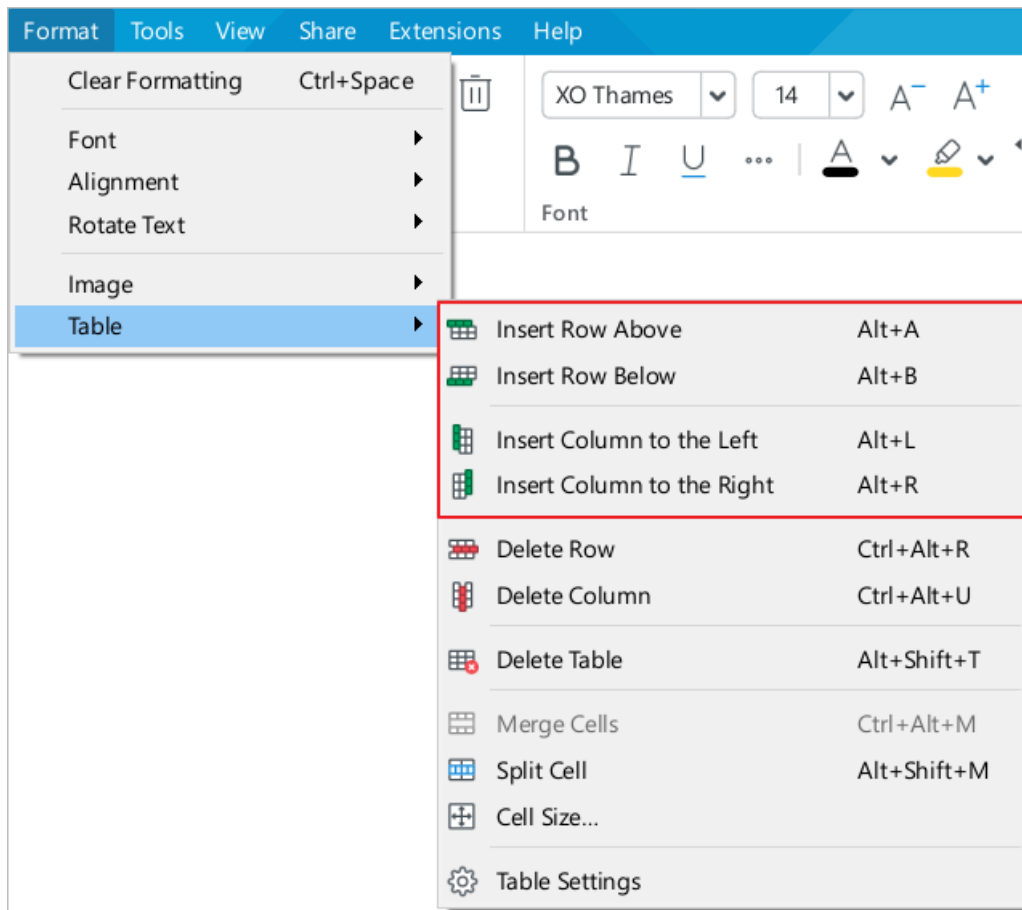 Format Tools View Share Extensions Help
Clear Formatting Ctrl+Space
XO Thames 14 A− A+
Font
B I U ••• A
Alignment
Rotate Text
Font
Image
Table
Insert Row Above Alt+A
Insert Row Below Alt+B
Insert Column to the Left Alt+L
Insert Column to the Right Alt+R
Delete Row Ctrl+Alt+R
Delete Column Ctrl+Alt+U
Delete Table Alt+Shift+T
Merge Cells Ctrl+Alt+M
Split Cell Alt+Shift+M
Cell Size...
Table Settings